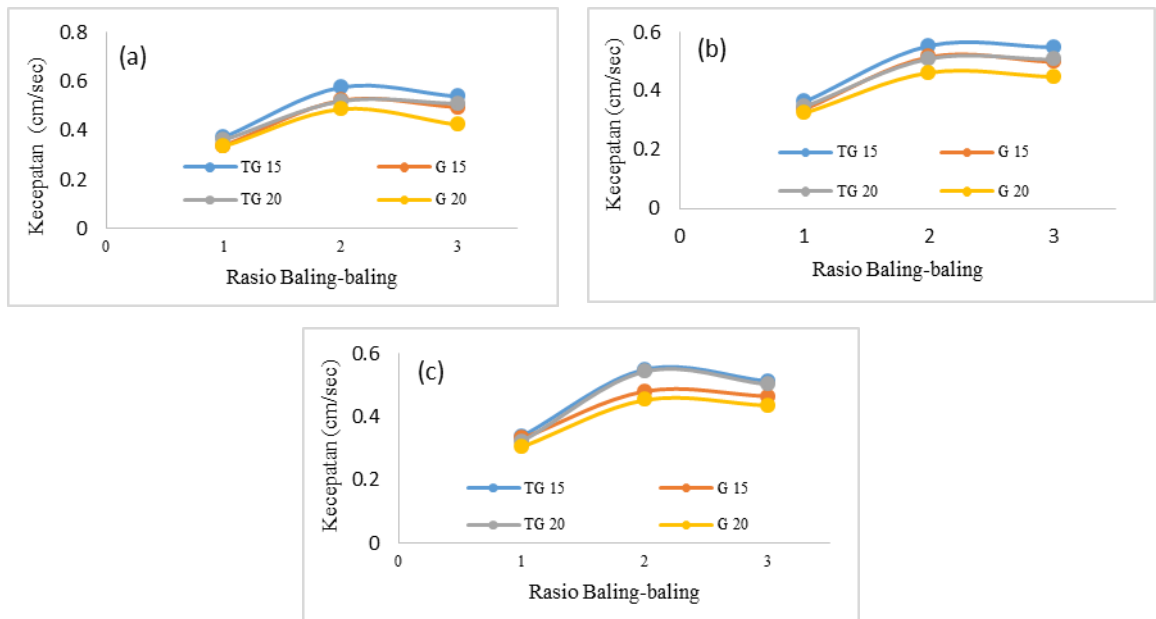 (a)
Kecepatan (cm/sec)
0.8
0.6
0.4
0.2
0
TG 15
G 15
TG 20
G 20
0 1 2 3
Rasio Baling-baling
(b)
Kecepatan (cm/sec)
0.6
0.4
0.2
0
TG 15
G 15
TG 20
G 20
0 1 2 3
Rasio Baling-baling
(c)
Kecepatan (cm/sec)
0.6
0.4
0.2
0
TG 15
G 15
TG 20
G 20
0 1 2 3
Rasio Baling-baling